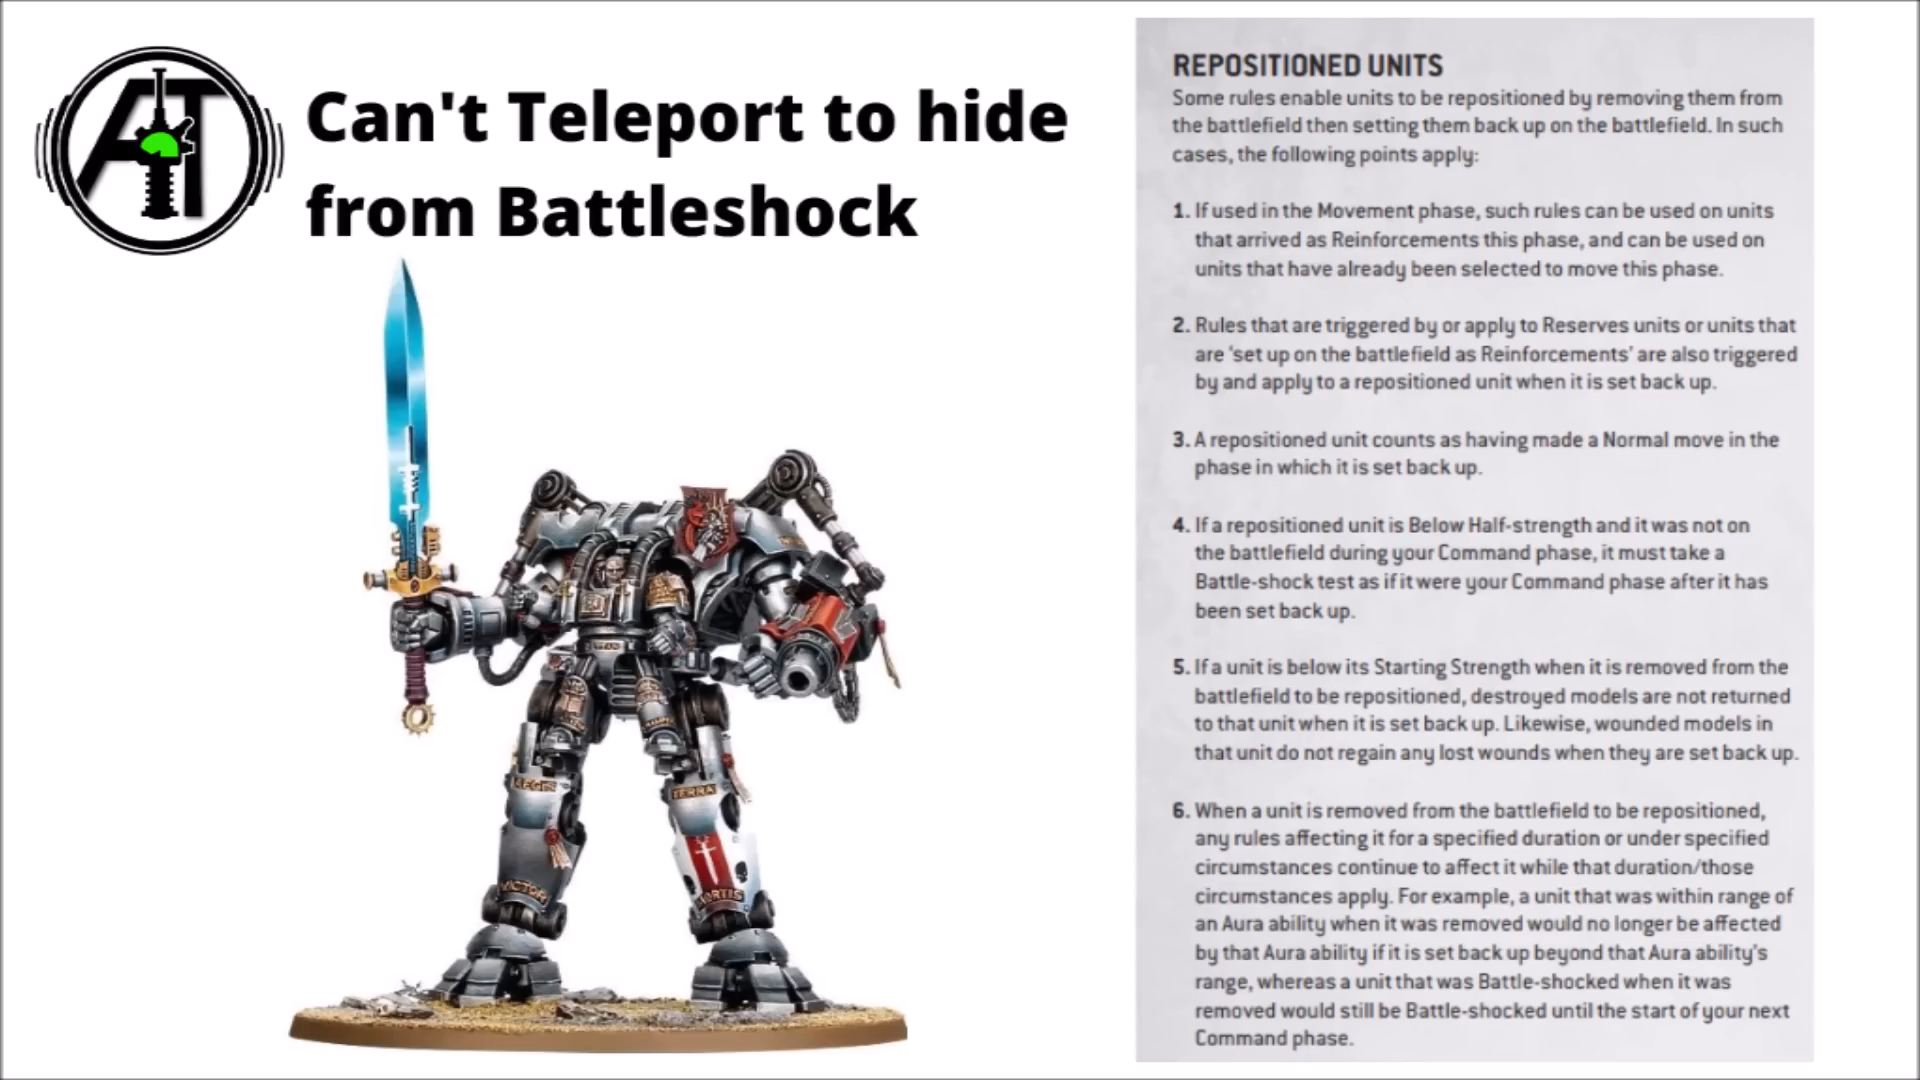 AT
Can't Teleport to hide
from Battleshock
REPOSITIONED UNITS
Some rules enable units to be repositioned by removing them from
the battlefield then setting them back up on the battlefield. In such
cases, the following points apply:
1. If used in the Movement phase, such rules can be used on units
that arrived as Reinforcements this phase, and can be used on
units that have already been selected to move this phase.
2. Rules that are triggered by or apply to Reserves units or units that
are 'set up on the battlefield as Reinforcements' are also triggered
by and apply to a repositioned unit when it is set back up.
3. A repositioned unit counts as having made a Normal move in the
phase in which it is set back up.
4. If a repositioned unit is Below Half-strength and it was not on
the battlefield during your Command phase, it must take a
Battle-shock test as if it were your Command phase after it has
been set back up.
5. If a unit is below its Starting Strength when it is removed from the
battlefield to be repositioned, destroyed models are not returned
to that unit when it is set back up. Likewise, wounded models in
that unit do not regain any lost wounds when they are set back up.
6. When a unit is removed from the battlefield to be repositioned,
any rules affecting it for a specified duration or under specified
circumstances continue to affect it while that duration/those
circumstances apply. For example, a unit that was within range of
an Aura ability when it was removed would no longer be affected
by that Aura ability if it is set back up beyond that Aura ability's
range, whereas a unit that was Battle-shocked when it was
removed would still be Battle-shocked until the start of your next
Command phase.
TITAN
AEGIS
TERRA
VICTOR
MORTIS